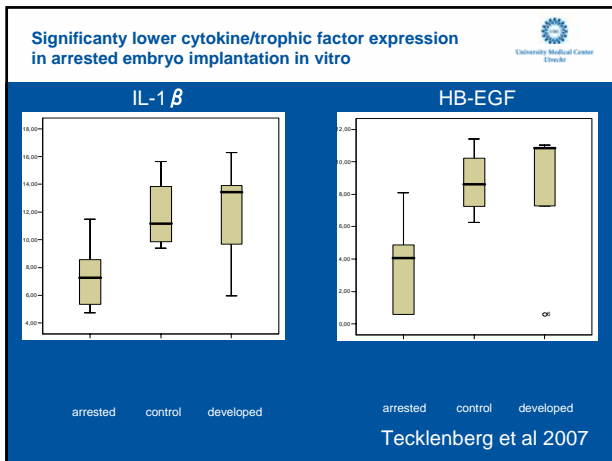 Significanty lower cytokine/trophic factor expression
in arrested embryo implantation in vitro
University Medical Center
Utrecht
IL-1 β
18,00
16,00
14,00
12,00
10,00
8,00
6,00
4,00
arrested control developed
HB-EGF
12,00
10,00
8,00
6,00
4,00
2,00
0,00
arrested control developed
Tecklenberg et al 2007